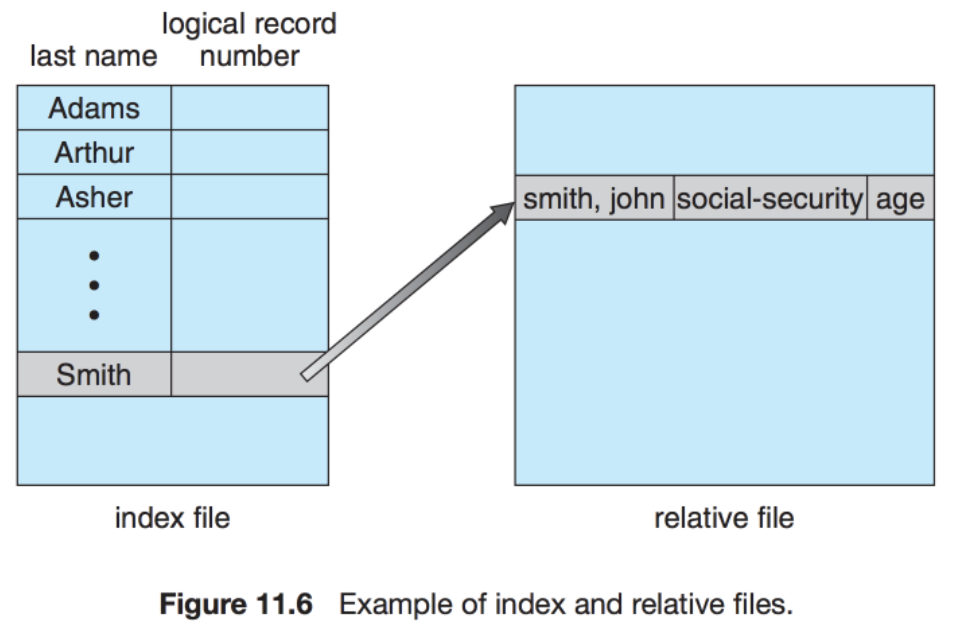 logical record
last name number
Adams
Arthur
Asher
Smith
smith, john social-security age
index file relative file
Figure 11.6 Example of index and relative files.